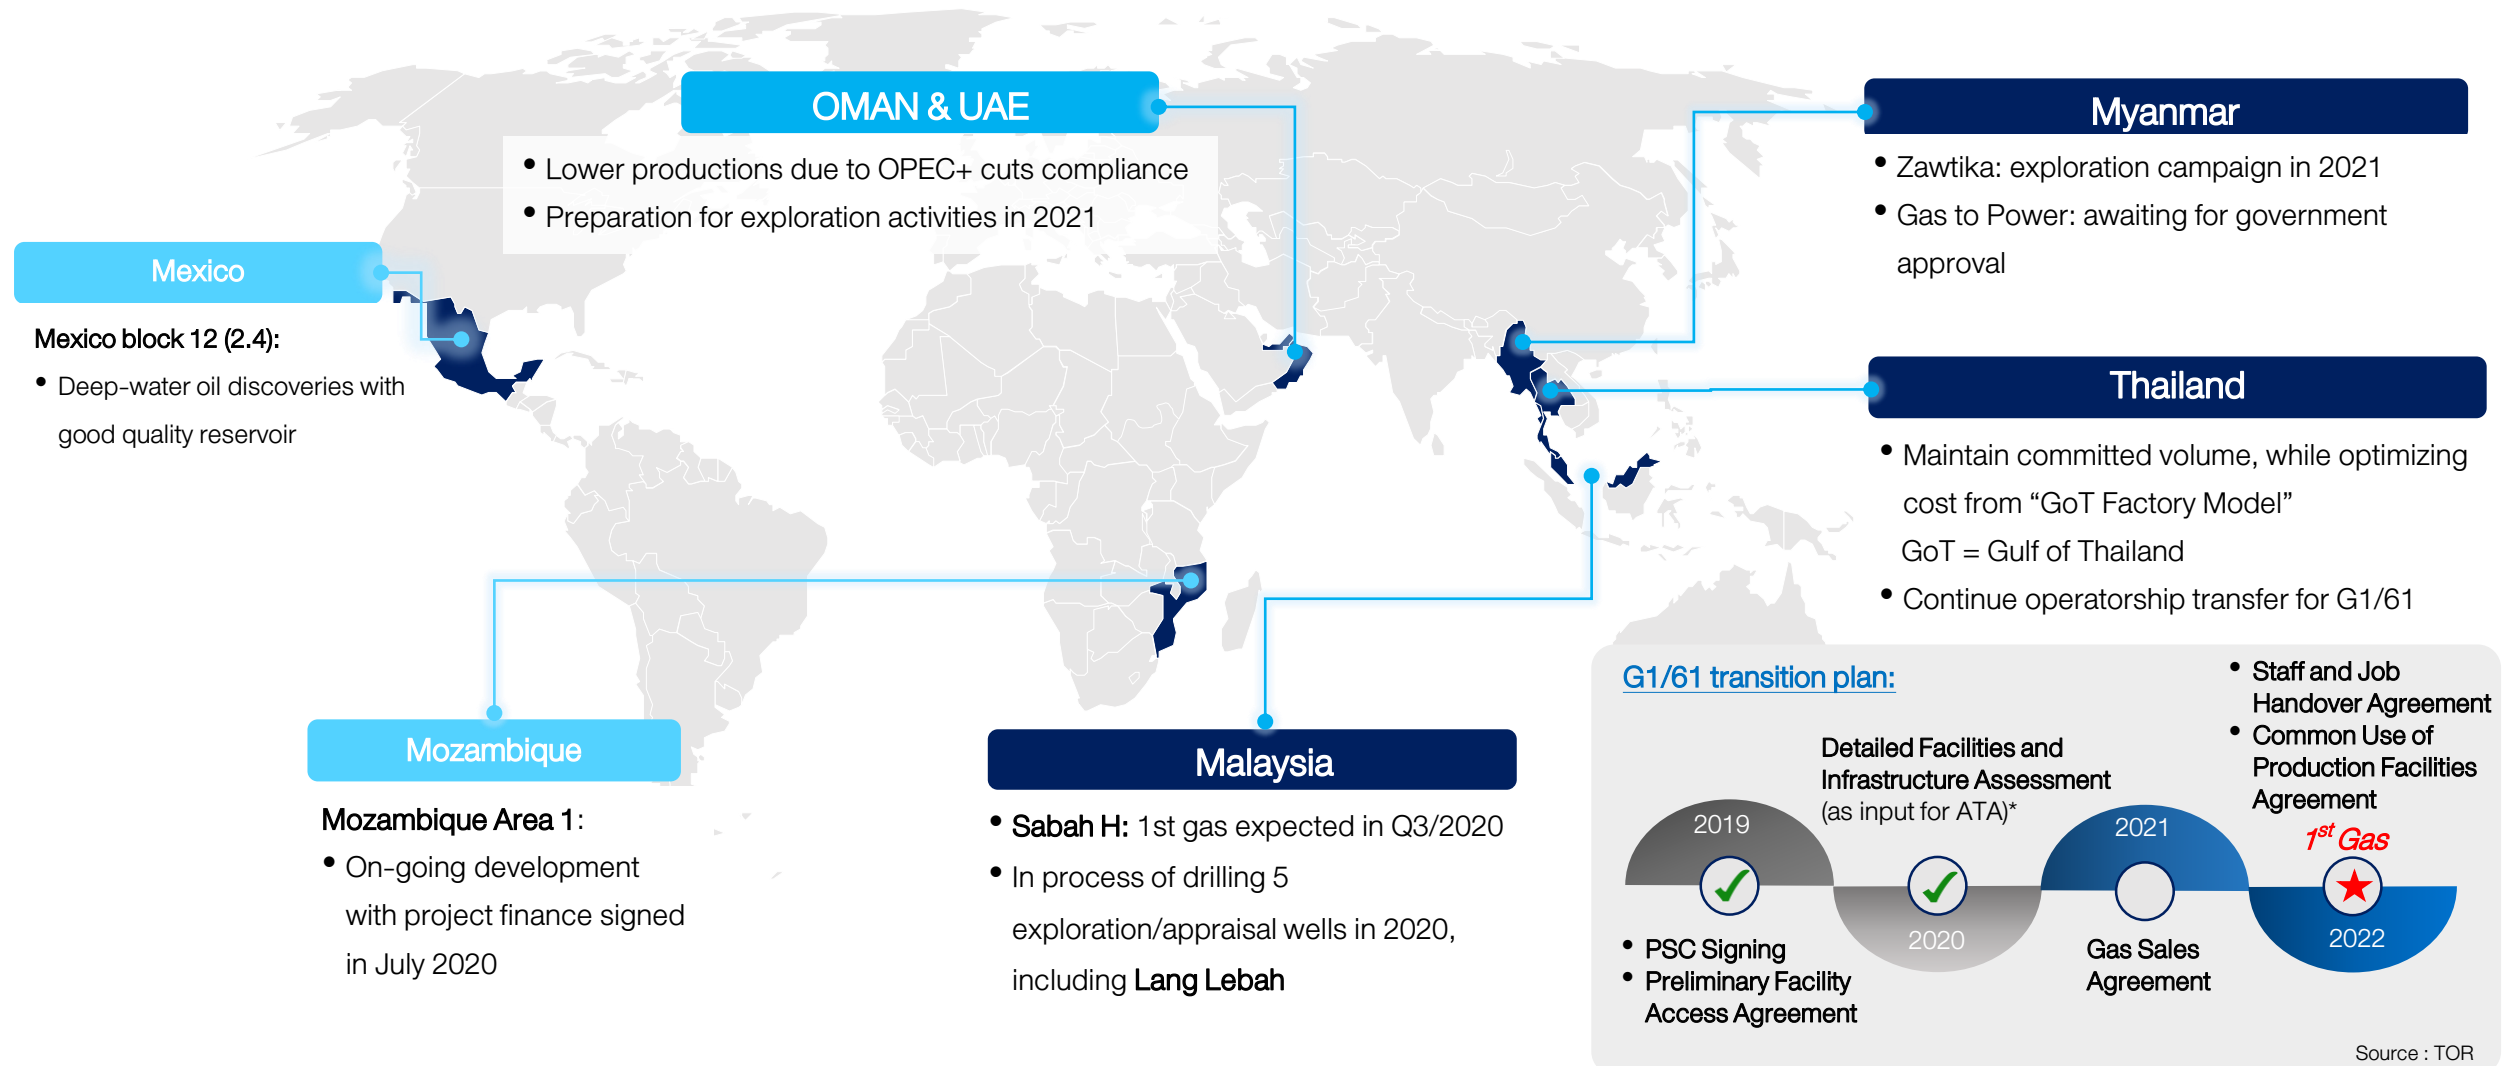 OMAN & UAE
• Lower productions due to OPEC+ cuts compliance
• Preparation for exploration activities in 2021
Myanmar
• Zawtika: exploration campaign in 2021
• Gas to Power: awaiting for government
approval
Mexico
Mexico block 12 (2.4):
• Deep-water oil discoveries with
good quality reservoir
Thailand
• Maintain committed volume, while optimizing
cost from “GoT Factory Model”
GoT = Gulf of Thailand
• Continue operatorship transfer for G1/61
Mozambique
Mozambique Area 1:
• On-going development
with project finance signed
in July 2020
Malaysia
• Sabah H: 1st gas expected in Q3/2020
• In process of drilling 5
exploration/appraisal wells in 2020,
including Lang Lebah
G1/61 transition plan:
2019
• PSC Signing
• Preliminary Facility
Access Agreement
Detailed Facilities and
Infrastructure Assessment
(as input for ATA)*
2020
2021
Gas Sales
Agreement
• Staff and Job
Handover Agreement
• Common Use of
Production Facilities
Agreement
1st Gas
2022
Source : TOR